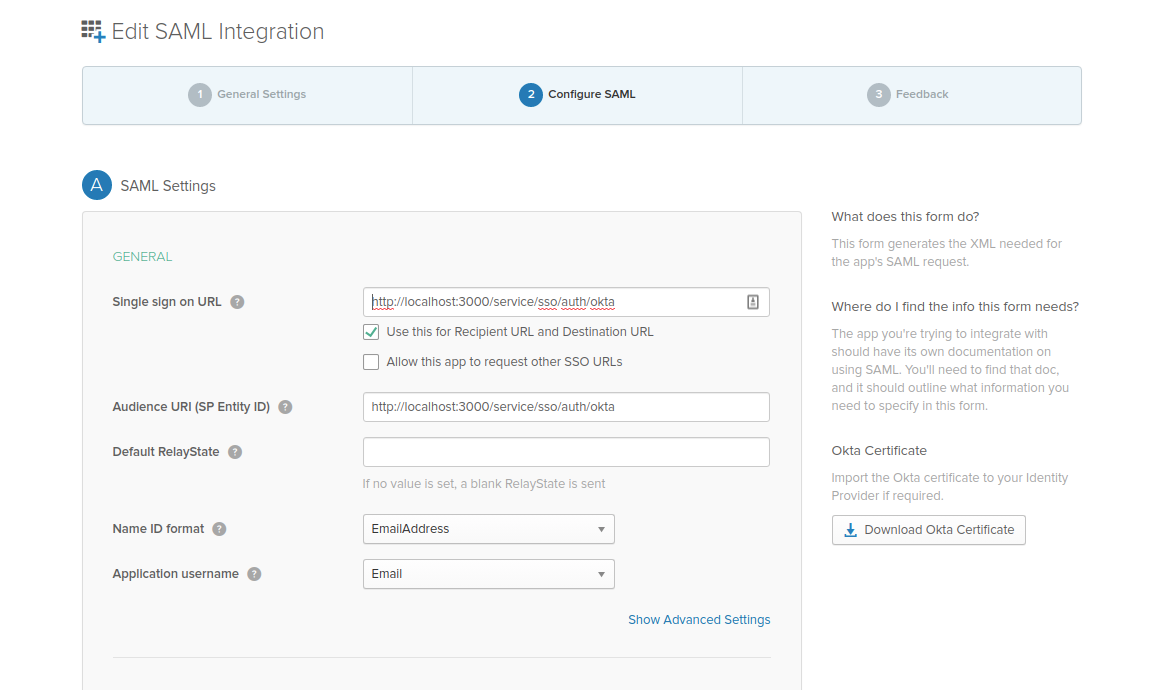 Edit SAML Integration
1 General Settings
2 Configure SAML
3 Feedback
A SAML Settings
GENERAL
Single sign on URL ?
http://localhost:3000/service/sso/auth/okta
Use this for Recipient URL and Destination URL
Allow this app to request other SSO URLs
Audience URI (SP Entity ID) ?
http://localhost:3000/service/sso/auth/okta
Default RelayState ?
If no value is set, a blank RelayState is sent
Name ID format ?
EmailAddress
Application username ?
Email
Show Advanced Settings
What does this form do?
This form generates the XML needed for
the app's SAML request.
Where do I find the info this form needs?
The app you're trying to integrate with
should have its own documentation on
using SAML. You'll need to find that doc,
and it should outline what information you
need to specify in this form.
Okta Certificate
Import the Okta certificate to your Identity
Provider if required.
Download Okta Certificate